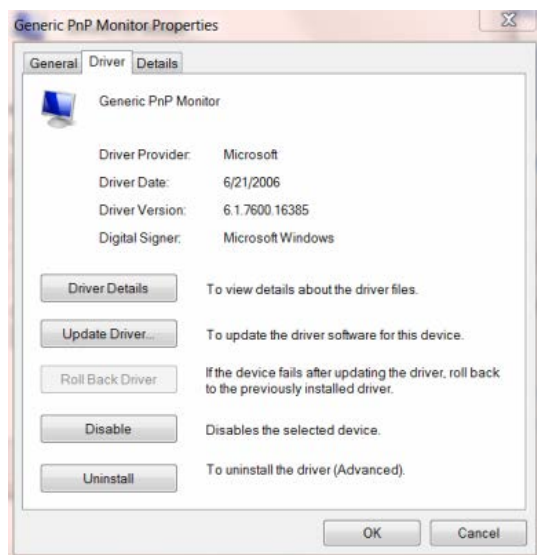 Generic PnP Monitor Properties
General Driver Details
Generic PnP Monitor
Driver Provider: Microsoft
Driver Date: 6/21/2006
Driver Version: 6.1.7600.16385
Digital Signer: Microsoft Windows
Driver Details To view details about the driver files.
Update Driver... To update the driver software for this device.
Roll Back Driver If the device fails after updating the driver, roll back
to the previously installed driver.
Disable Disables the selected device.
Uninstall To uninstall the driver (Advanced).
OK Cancel